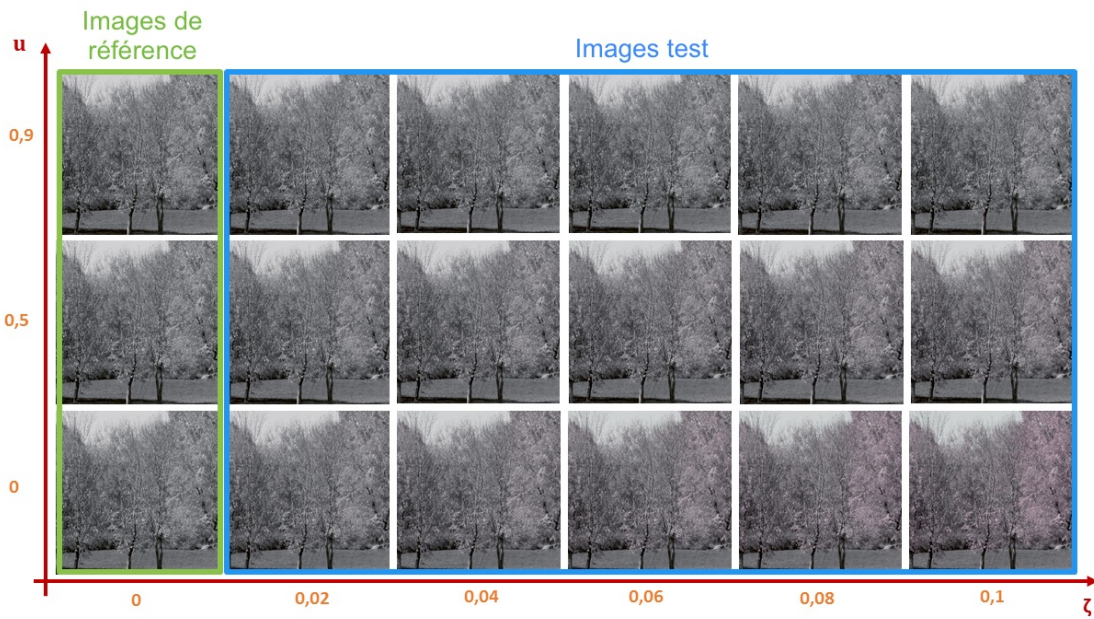 Images de
référence
Images test
u
0,9
0,5
0
0
0,02
0,04
0,06
0,08
0,1
ζ